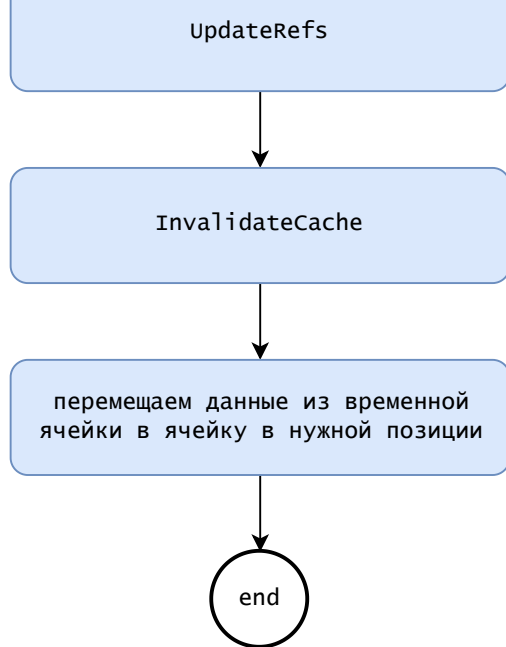 UpdateRefs
InvalidateCache
перемещаем данные из временной
ячейки в ячейку в нужной позиции
end